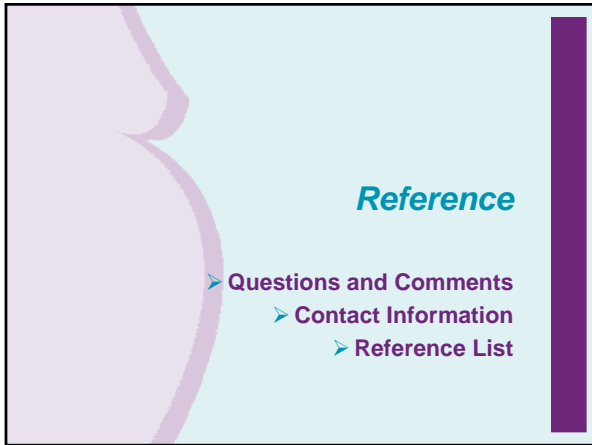 Reference
➢ Questions and Comments
➢ Contact Information
➢ Reference List